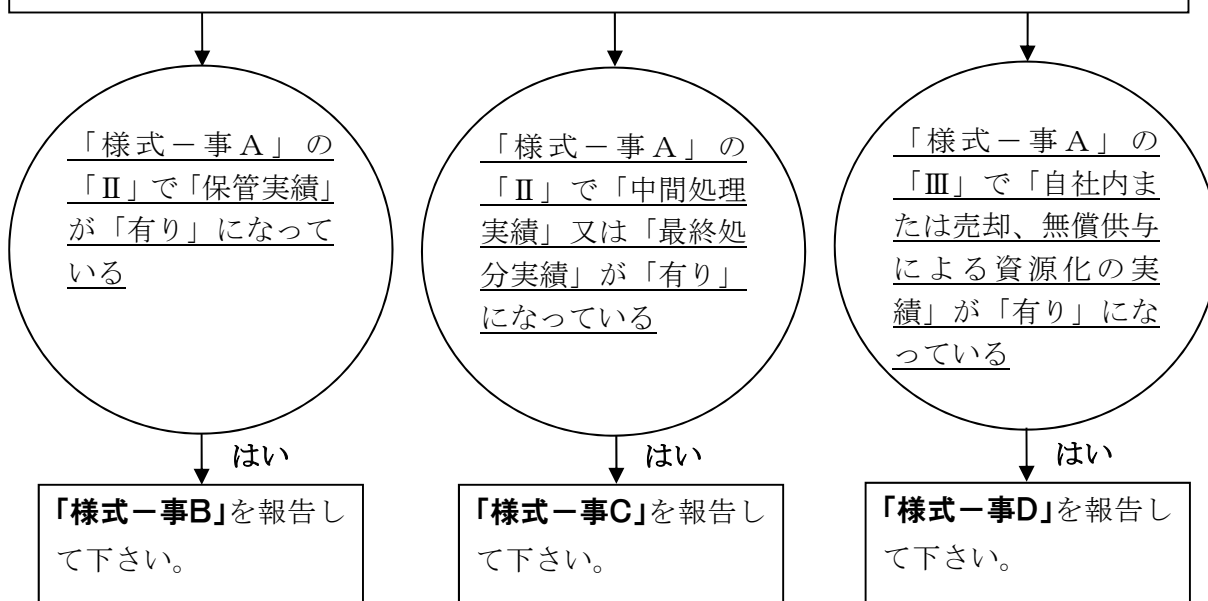 「様式－事Ａ」の
「Ⅱ」で「保管実績」
が「有り」になって
いる
「様式－事Ａ」の
「Ⅱ」で「中間処理
実績」又は「最終処
分実績」が「有り」
になっている
「様式－事Ａ」の
「Ⅲ」で「自社内ま
たは売却、無償供与
による資源化の実
績」が「有り」にな
っている
はい
はい
はい
「様式－事B」を報告し
て下さい。
「様式－事C」を報告し
て下さい。
「様式－事D」を報告し
て下さい。